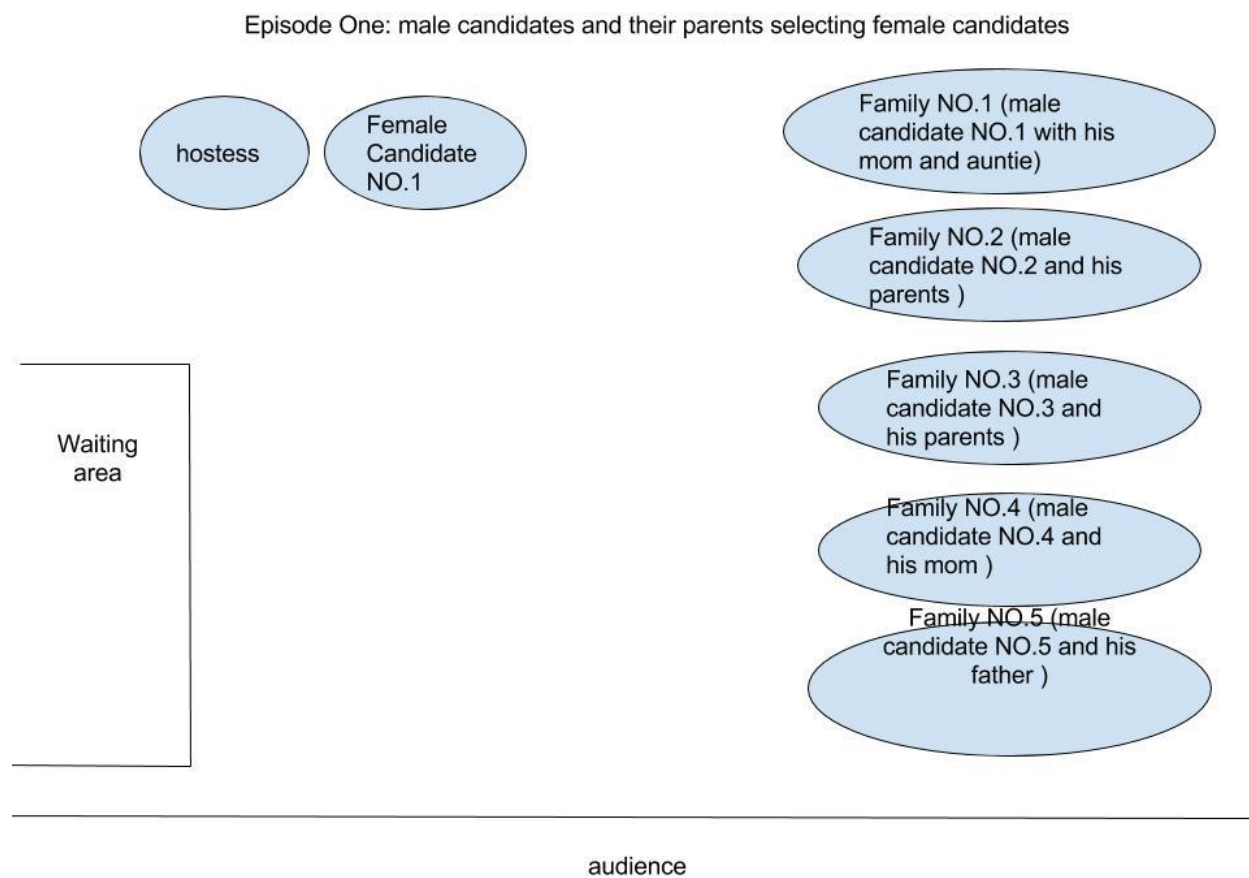 Episode One: male candidates and their parents selecting female candidates
hostess
Female
Candidate
NO.1
Family NO.1 (male
candidate NO.1 with his
mom and auntie)
Family NO.2 (male
candidate NO.2 and his
parents )
Family NO.3 (male
candidate NO.3 and
his parents )
Waiting
area
Family NO.4 (male
candidate NO.4 and
his mom )
Family NO.5 (male
candidate NO.5 and his
father )
audience